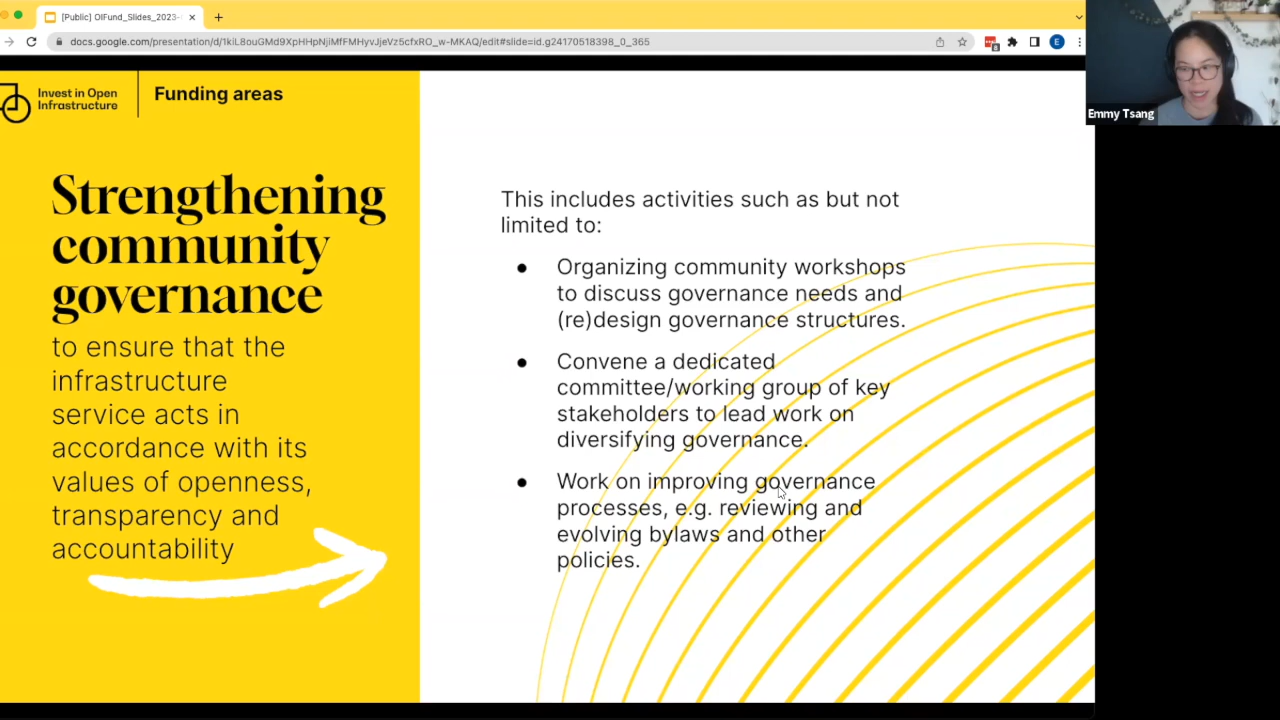 [Public] OIFund_Slides_2023-
docs.google.com/presentation/d/1kiL8ouGMd9XpHHpNjiMfFMHyvJjeVz5cfxRO_w-MKAQ/edit#slide=id.g24170518398_0_365
E
8
Emmy Tsang
Invest in Open
Infrastructure
Funding areas
Strengthening
community
governance
to ensure that the
infrastructure
service acts in
accordance with its
values of openness,
transparency and
accountability
This includes activities such as but not
limited to:
● Organizing community workshops
to discuss governance needs and
(re)design governance structures.
● Convene a dedicated
committee/working group of key
stakeholders to lead work on
diversifying governance.
● Work on improving governance
processes, e.g. reviewing and
evolving bylaws and other
policies.